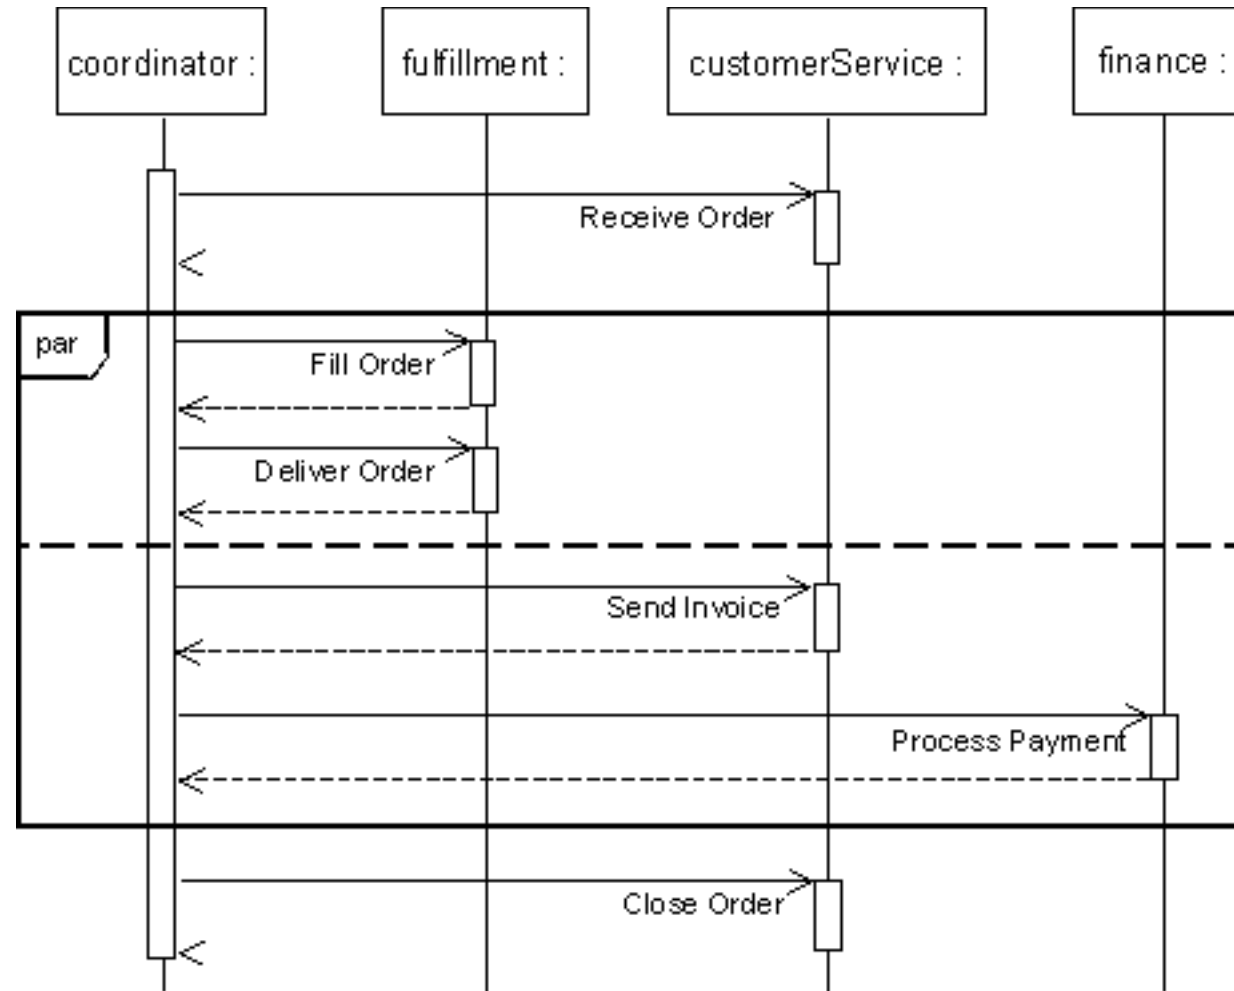 coordinator :
fulfillment :
customerService :
finance :
Receive Order
par
Fill Order
Deliver Order
Send Invoice
Process Payment
Close Order